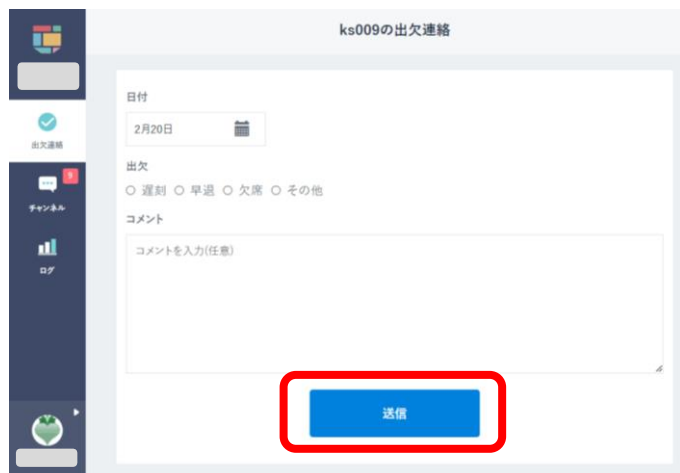 ks009の出欠連絡
出欠連絡
9
チャンネル
ログ
日付
2月20日
出欠
遅刻 早退 欠席 その他
コメント
コメントを入力(任意)
送信